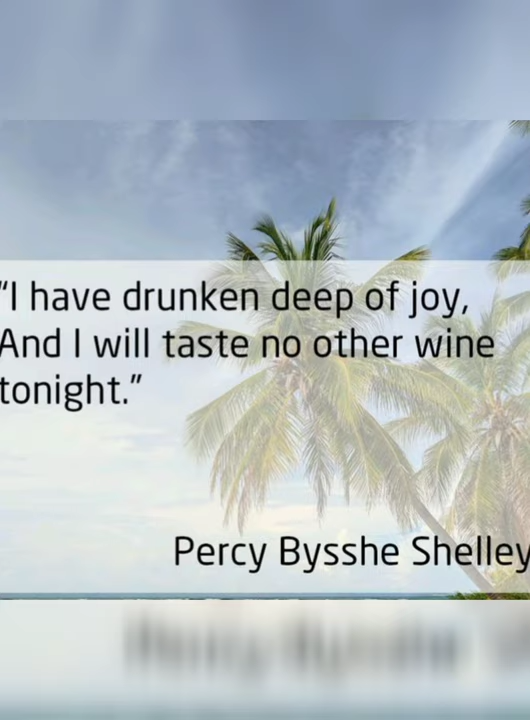 “I have drunken deep of joy,
And I will taste no other wine
tonight.”
Percy Bysshe Shelley